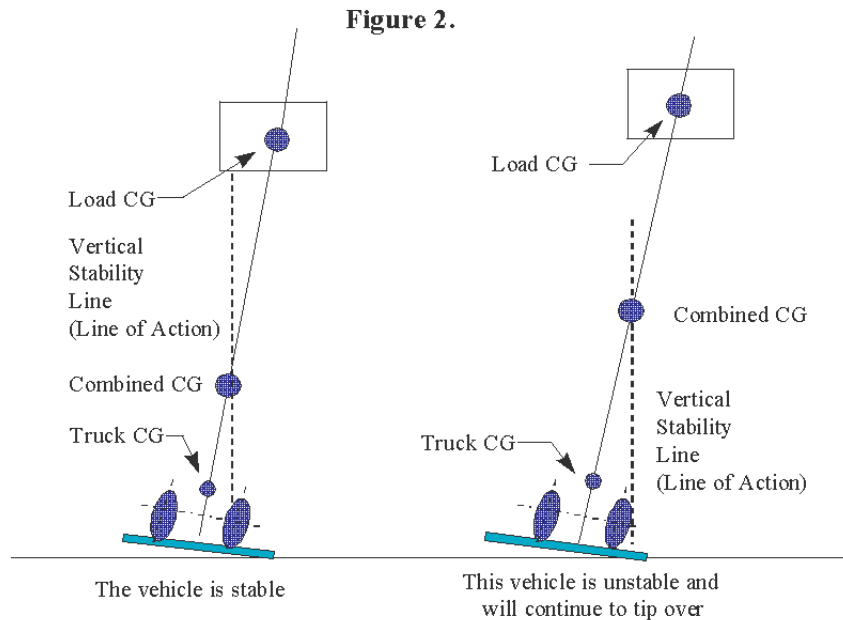 Figure 2.
Load CG
Vertical
Stability
Line
(Line of Action)
Combined CG
Truck CG
The vehicle is stable
Load CG
Combined CG
Vertical
Stability
Line
(Line of Action)
Truck CG
This vehicle is unstable and
will continue to tip over